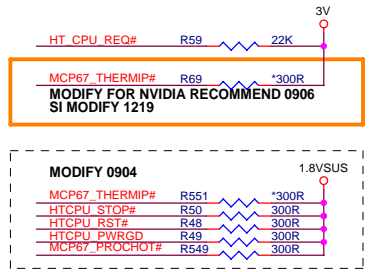 3V
HT_CPU_REQ# R59 22K
MCP67_THERMIP# R69 *300R
MODIFY FOR NVIDIA RECOMMEND 0906
SI MODIFY 1219
MODIFY 0904 1.8VSUS
MCP67_THERMIP# R551 *300R
HTCPU_STOP# R50 300R
HTCPU_RST# R48 300R
HTCPU_PWRGD R49 300R
MCP67_PROCHOT# R549 300R